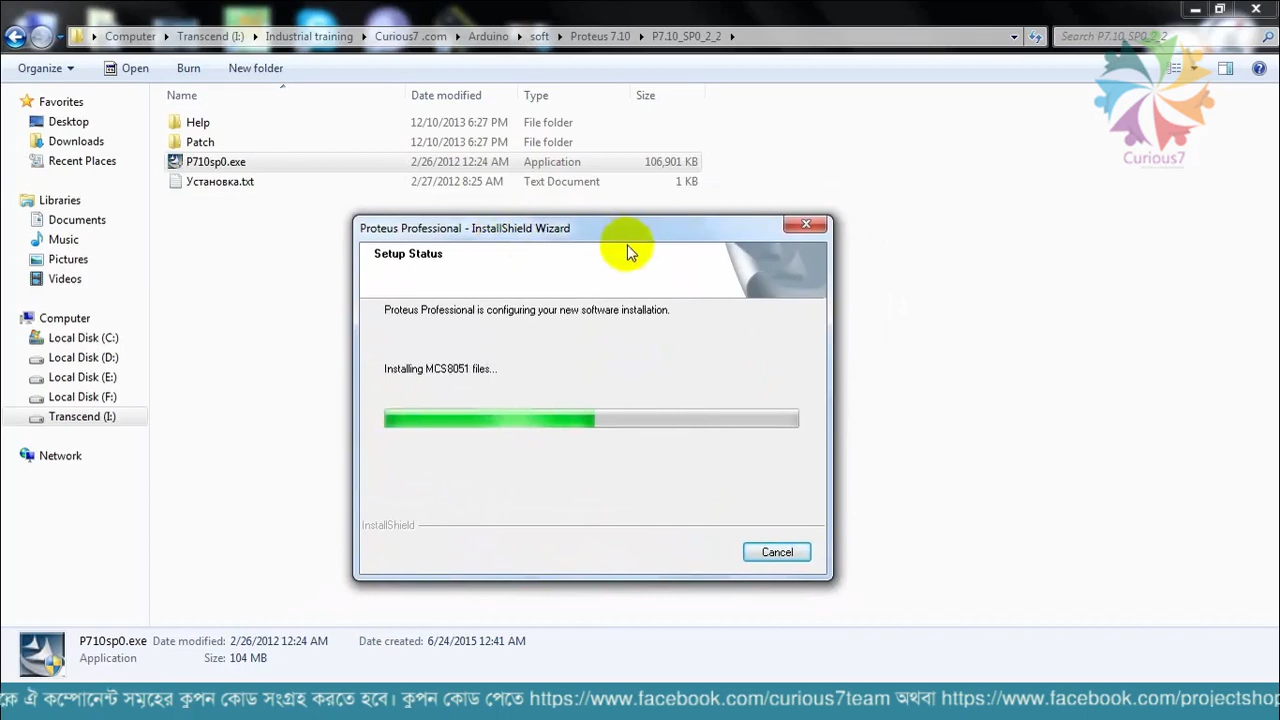 Computer
Transcend (I:)
Industrial training
Curious7 .com
Arduino
soft
Proteus 7.10
P7.10_SP0_2_2
Search P7.10_SP0_2_2
Organize
Open
Burn
New folder
Name
Date modified
Type
Size
Favorites
Desktop
Downloads
Recent Places
Libraries
Documents
Music
Pictures
Videos
Computer
Local Disk (C:)
Local Disk (D:)
Local Disk (E:)
Local Disk (F:)
Transcend (I:)
Network
Help 12/10/2013 6:27 PM File folder
Patch 12/10/2013 6:27 PM File folder
P710sp0.exe 2/26/2012 12:24 AM Application 106,901 KB
Установка.txt 2/27/2012 8:25 AM Text Document 1 KB
Curious7
Proteus Professional - InstallShield Wizard
Setup Status
Proteus Professional is configuring your new software installation.
Installing MCS8051 files...
InstallShield
Cancel
P710sp0.exe Date modified: 2/26/2012 12:24 AM Date created: 6/24/2015 12:41 AM
Application Size: 104 MB
কে ঐ কম্পোনেন্ট সমূহের কুপন কোড সংগ্রহ করতে হবে। কুপন কোড পেতে https://www.facebook.com/curious7team অথবা https://www.facebook.com/projectshop